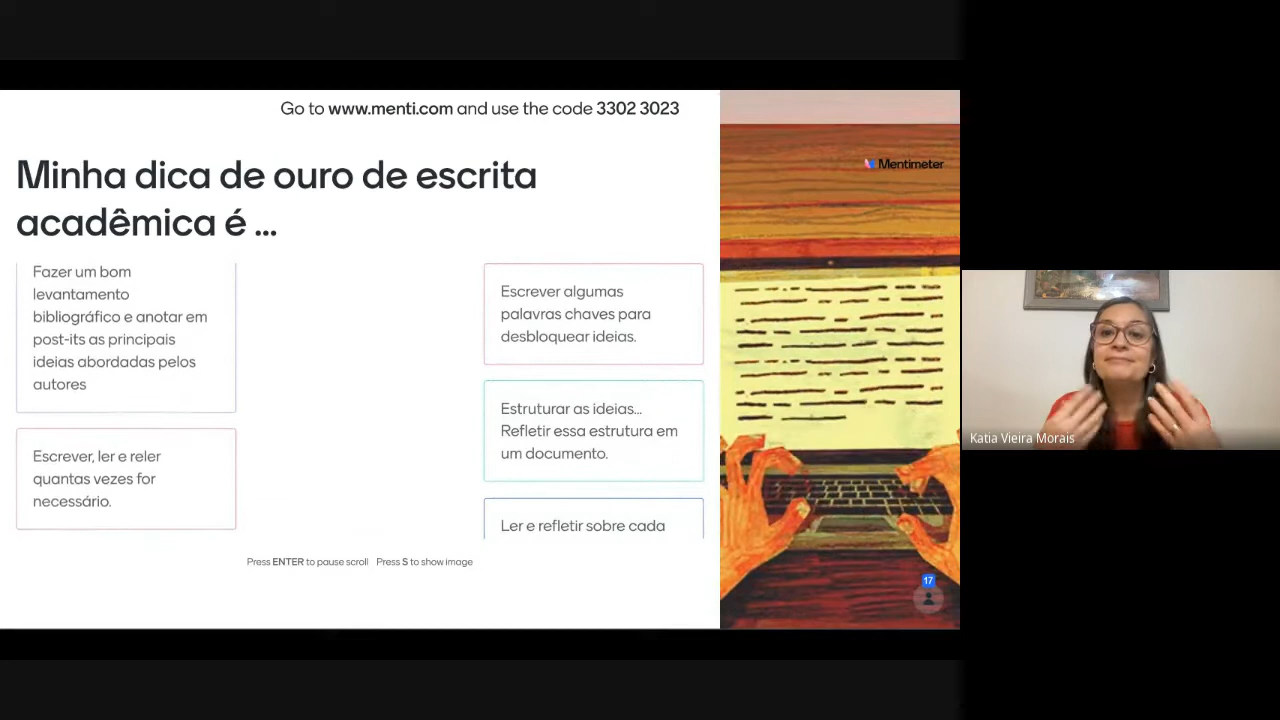 Go to www.menti.com and use the code 3302 3023
Mentimeter
Minha dica de ouro de escrita
acadêmica é ...
Fazer um bom
levantamento
bibliográfico e anotar em
post-its as principais
ideias abordadas pelos
autores
Escrever, ler e reler
quantas vezes for
necessário.
Escrever algumas
palavras chaves para
desbloquear ideias.
Estruturar as ideias...
Refletir essa estrutura em
um documento.
Ler e refletir sobre cada
Press ENTER to pause scroll Press S to show image
17
Katia Vieira Morais